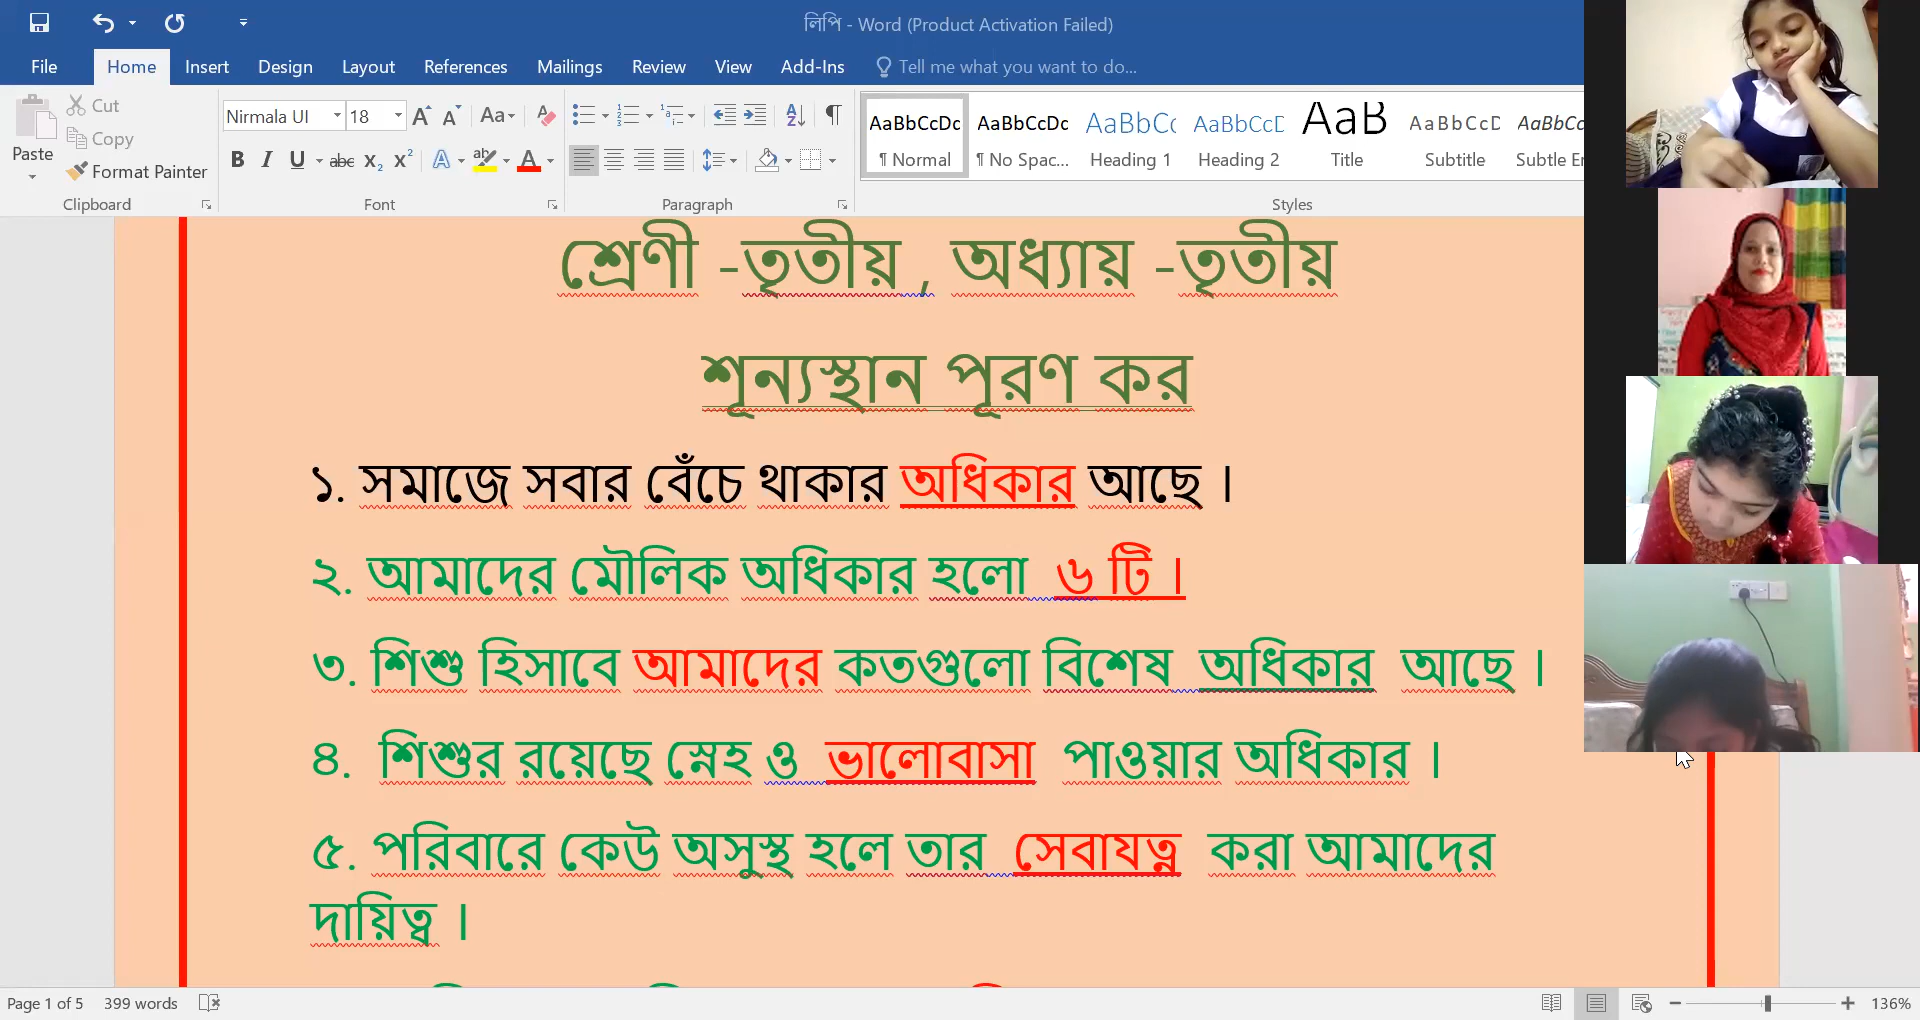 লিপি - Word (Product Activation Failed)
File Home Insert Design Layout References Mailings Review View Add-Ins Tell me what you want to do...
Cut
Copy
Paste
Format Painter
Nirmala UI 18
AaBbCcDc AaBbCcDc AaBbCc AaBbCcD AaB AaBbCcD AaBbCc
¶ Normal ¶ No Spac... Heading 1 Heading 2 Title Subtitle Subtle
Clipboard Font Paragraph Styles
শ্রেণী -তৃতীয় , অধ্যায় -তৃতীয়
শূন্যস্থান পূরণ কর
১. সমাজে সবার বেঁচে থাকার অধিকার আছে ।
২. আমাদের মৌলিক অধিকার হলো ৬ টি ।
৩. শিশু হিসাবে আমাদের কতগুলো বিশেষ অধিকার আছে ।
৪. শিশুর রয়েছে স্নেহ ও ভালোবাসা পাওয়ার অধিকার ।
৫. পরিবারে কেউ অসুস্থ হলে তার সেবাযত্ন করা আমাদের
দায়িত্ব ।
Page 1 of 5 399 words 136%